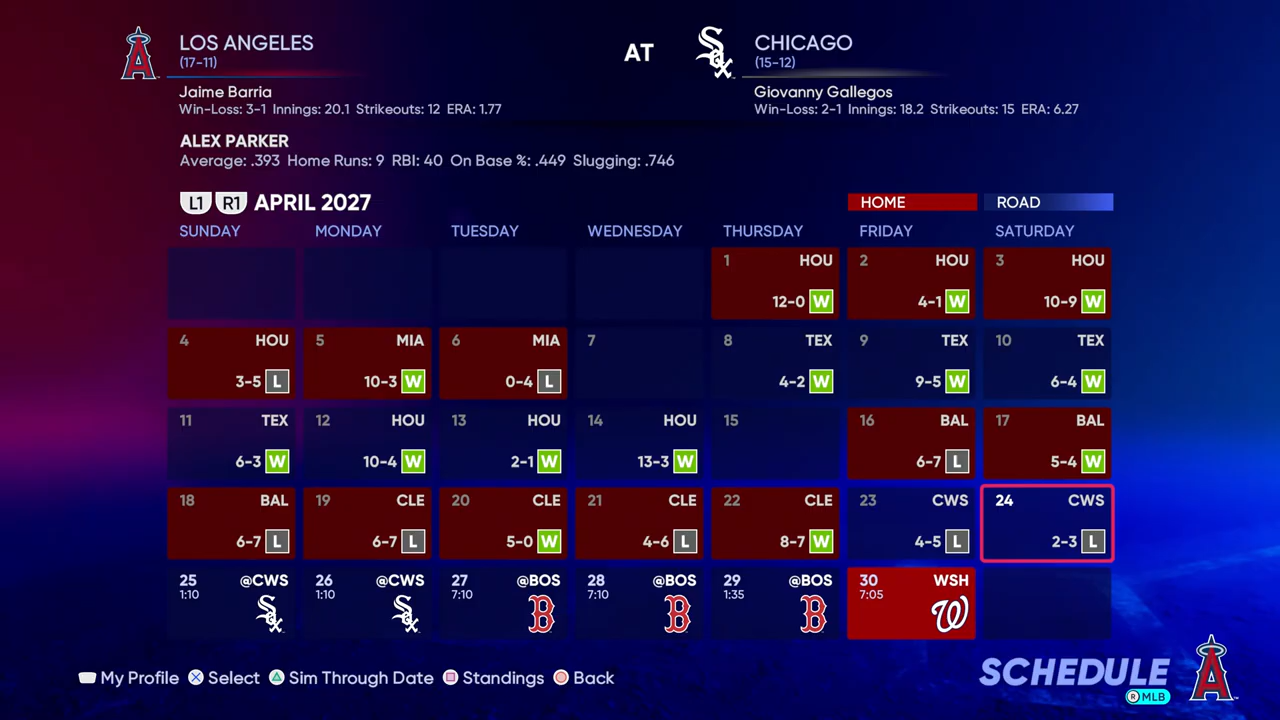 LOS ANGELES
(17-11)
AT
CHICAGO
(15-12)
Jaime Barria
Win-Loss: 3-1 Innings: 20.1 Strikeouts: 12 ERA: 1.77
Giovanny Gallegos
Win-Loss: 2-1 Innings: 18.2 Strikeouts: 15 ERA: 6.27
ALEX PARKER
Average: .393 Home Runs: 9 RBI: 40 On Base %: .449 Slugging: .746
L1 R1 APRIL 2027
HOME ROAD
SUNDAY MONDAY TUESDAY WEDNESDAY THURSDAY FRIDAY SATURDAY
1 HOU 2 HOU 3 HOU
12-0 W 4-1 W 10-9 W
4 HOU 5 MIA 6 MIA 7 8 TEX 9 TEX 10 TEX
3-5 L 10-3 W 0-4 L 4-2 W 9-5 W 6-4 W
11 TEX 12 HOU 13 HOU 14 HOU 15 16 BAL 17 BAL
6-3 W 10-4 W 2-1 W 13-3 W 6-7 L 5-4 W
18 BAL 19 CLE 20 CLE 21 CLE 22 CLE 23 CWS 24 CWS
6-7 L 6-7 L 5-0 W 4-6 L 8-7 W 4-5 L 2-3 L
25 @CWS 26 @CWS 27 @BOS 28 @BOS 29 @BOS 30 WSH
1:10 1:10 7:10 7:10 1:35 7:05
My Profile Select Sim Through Date Standings Back
SCHEDULE
R MLB